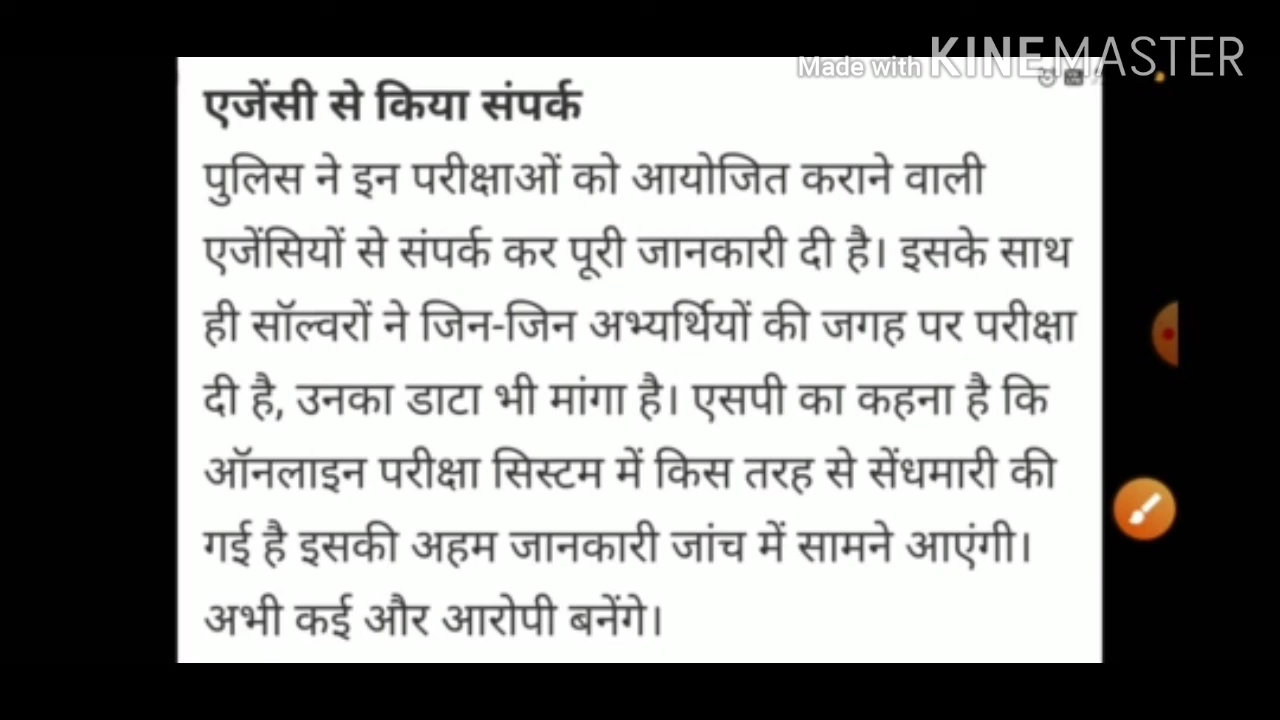 Made with KINEMASTER
एजेंसी से किया संपर्क
पुलिस ने इन परीक्षाओं को आयोजित कराने वाली
एजेंसियों से संपर्क कर पूरी जानकारी दी है। इसके साथ
ही सॉल्वरों ने जिन-जिन अभ्यर्थियों की जगह पर परीक्षा
दी है, उनका डाटा भी मांगा है। एसपी का कहना है कि
ऑनलाइन परीक्षा सिस्टम में किस तरह से सेंधमारी की
गई है इसकी अहम जानकारी जांच में सामने आएंगी।
अभी कई और आरोपी बनेंगे।